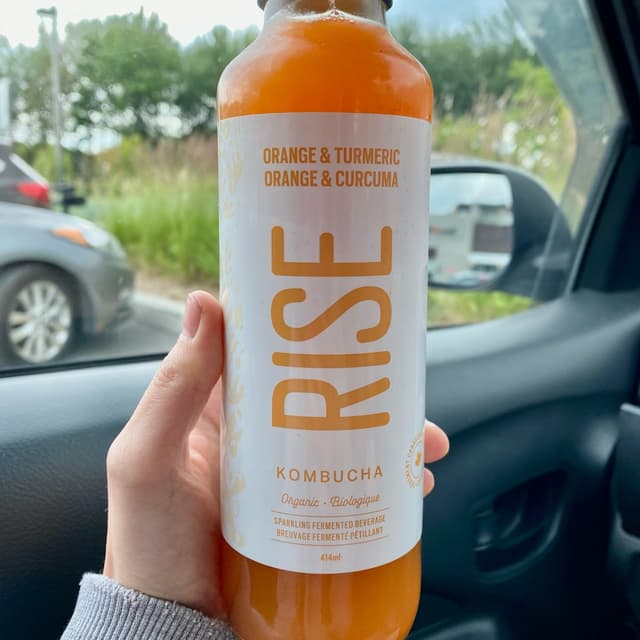 ORANGE & TURMERIC
ORANGE & CURCUMA
RISE
KOMBUCHA
Organic • Biologique
SPARKLING FERMENTED BEVERAGE
BREUVAGE FERMENTÉ PÉTILLANT
414ml